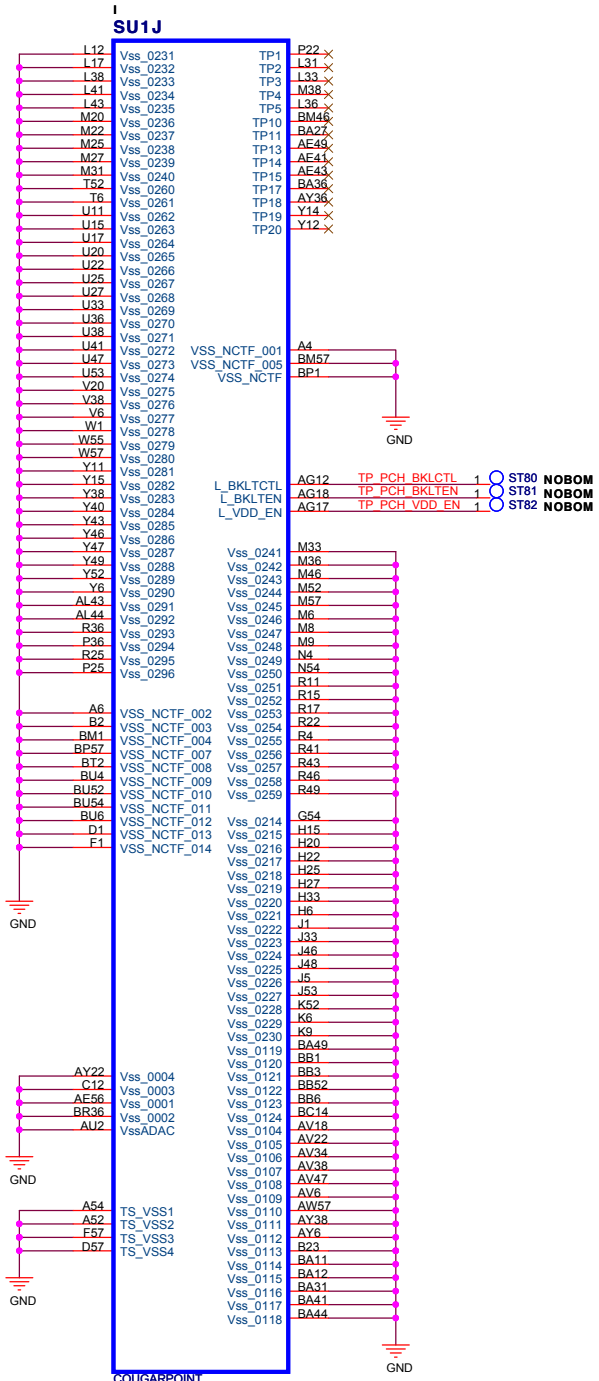 I
SU1J
L12 Vss_0231 TP1 P22
L17 Vss_0232 TP2 L31
L38 Vss_0233 TP3 L33
L41 Vss_0234 TP4 M38
L43 Vss_0235 TP5 L36
M20 Vss_0236 TP10 BM46
M22 Vss_0237 TP11 BA27
M25 Vss_0238 TP13 AE49
M27 Vss_0239 TP14 AE41
M31 Vss_0240 TP15 AE43
T52 Vss_0260 TP17 BA36
T6 Vss_0261 TP18 AY36
U11 Vss_0262 TP19 Y14
U15 Vss_0263 TP20 Y12
U17 Vss_0264
U20 Vss_0265
U22 Vss_0266
U25 Vss_0267
U27 Vss_0268
U33 Vss_0269
U36 Vss_0270
U38 Vss_0271
U41 Vss_0272 VSS_NCTF_001 A4
U47 Vss_0273 VSS_NCTF_005 BM57
U53 Vss_0274 VSS_NCTF BP1
V20 Vss_0275
V38 Vss_0276
V6 Vss_0277
W1 Vss_0278
GND
W55 Vss_0279
W57 Vss_0280
Y11 Vss_0281
Y15 Vss_0282 L_BKLTCTL AG12 TP_PCH_BKLCTL 1 ST80 NOBOM
Y38 Vss_0283 L_BKLTEN AG18 TP_PCH_BKLTEN 1 ST81 NOBOM
Y40 Vss_0284 L_VDD_EN AG17 TP_PCH_VDD_EN 1 ST82 NOBOM
Y43 Vss_0285
Y46 Vss_0286
Y47 Vss_0287 Vss_0241 M33
Y49 Vss_0288 Vss_0242 M36
Y52 Vss_0289 Vss_0243 M46
Y6 Vss_0290 Vss_0244 M52
AL43 Vss_0291 Vss_0245 M57
AL44 Vss_0292 Vss_0246 M6
R36 Vss_0293 Vss_0247 M8
P36 Vss_0294 Vss_0248 M9
R25 Vss_0295 Vss_0249 N4
P25 Vss_0296 Vss_0250 N54
Vss_0251 R11
Vss_0252 R15
A6 VSS_NCTF_002 Vss_0253 R17
B2 VSS_NCTF_003 Vss_0254 R22
BM1 VSS_NCTF_004 Vss_0255 R4
BP57 VSS_NCTF_007 Vss_0256 R41
BT2 VSS_NCTF_008 Vss_0257 R43
BU4 VSS_NCTF_009 Vss_0258 R46
BU52 VSS_NCTF_010 Vss_0259 R49
BU54 VSS_NCTF_011
BU6 VSS_NCTF_012 Vss_0214 G54
D1 VSS_NCTF_013 Vss_0215 H15
F1 VSS_NCTF_014 Vss_0216 H20
Vss_0217 H22
Vss_0218 H25
Vss_0219 H27
Vss_0220 H33
Vss_0221 H6
GND
Vss_0222 J1
Vss_0223 J33
Vss_0224 J46
Vss_0225 J48
Vss_0226 J5
Vss_0227 J53
Vss_0228 K52
Vss_0229 K6
Vss_0230 K9
Vss_0119 BA49
Vss_0120 BB1
AY22 Vss_0004 Vss_0121 BB3
C12 Vss_0003 Vss_0122 BB52
AE56 Vss_0001 Vss_0123 BB6
BR36 Vss_0002 Vss_0124 BC14
AU2 VssADAC Vss_0104 AV18
Vss_0105 AV22
Vss_0106 AV34
Vss_0107 AV38
GND
Vss_0108 AV47
Vss_0109 AV6
A54 TS_VSS1 Vss_0110 AW57
A52 TS_VSS2 Vss_0111 AY38
F57 TS_VSS3 Vss_0112 AY6
D57 TS_VSS4 Vss_0113 B23
Vss_0114 BA11
Vss_0115 BA12
Vss_0116 BA31
GND
Vss_0117 BA41
Vss_0118 BA44
GND
COUGARPOINT